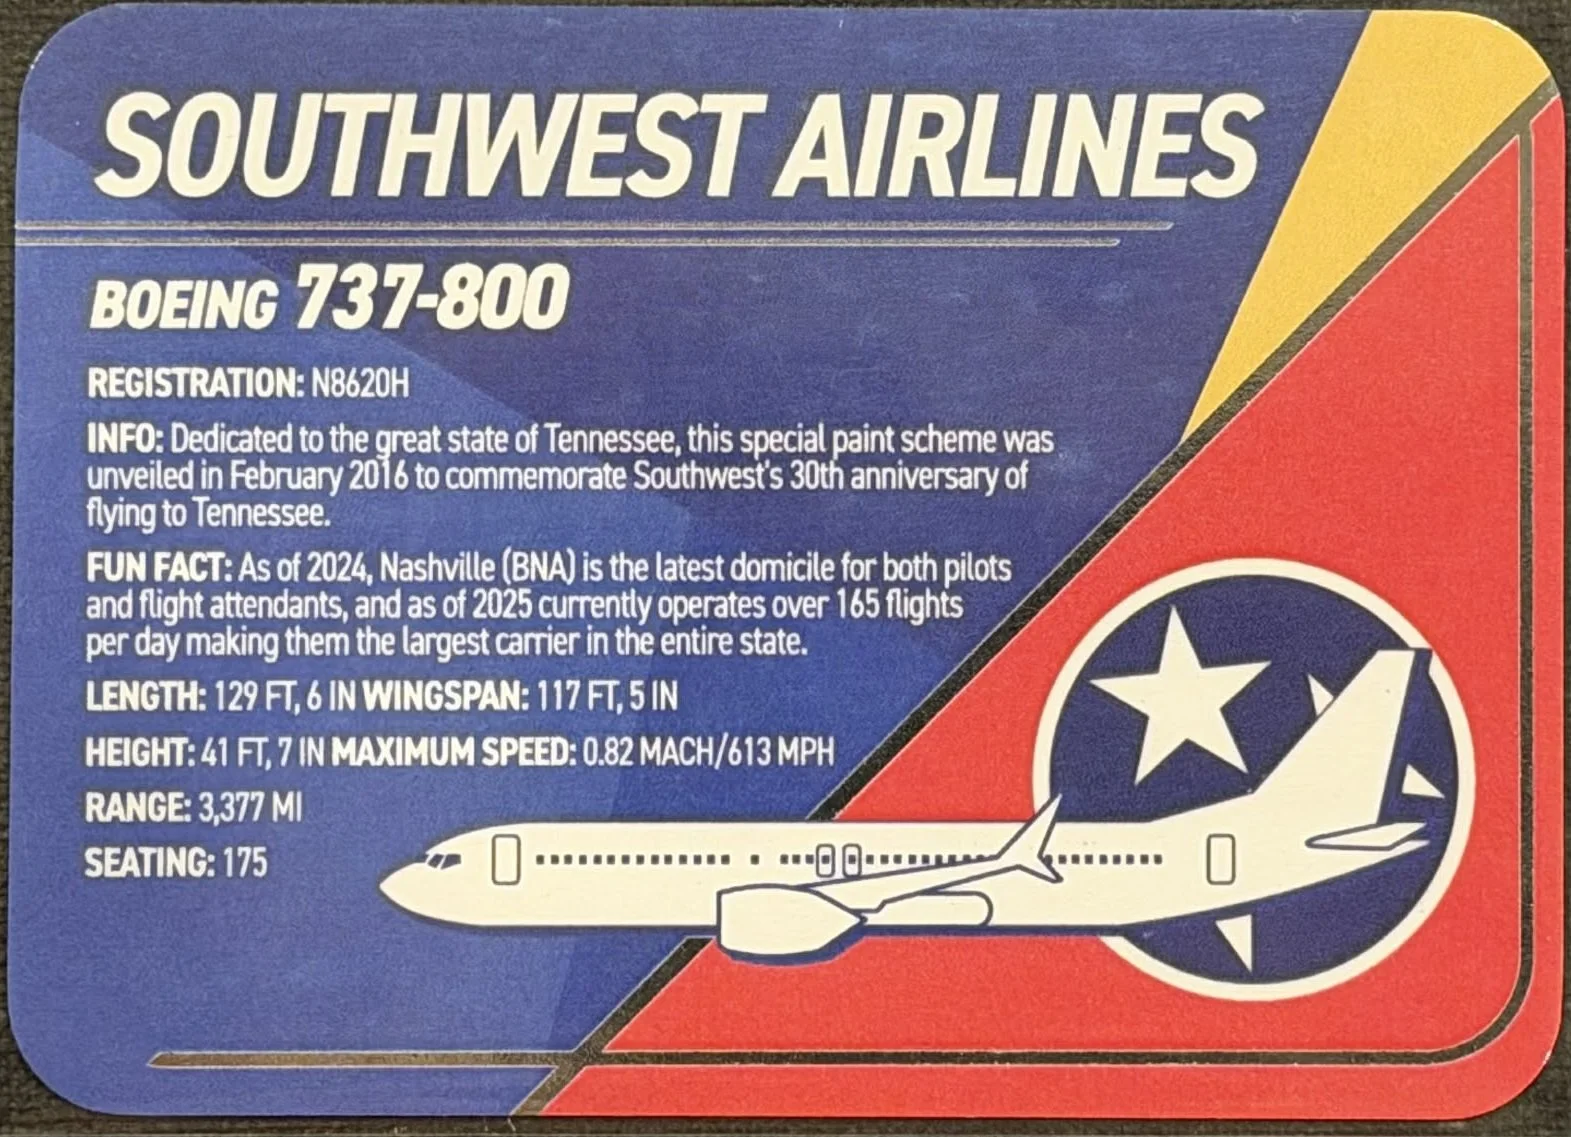 SOUTHWEST AIRLINES
BOEING 737-800
REGISTRATION: N8620H
INFO: Dedicated to the great state of Tennessee, this special paint scheme was
unveiled in February 2016 to commemorate Southwest's 30th anniversary of
flying to Tennessee.
FUN FACT: As of 2024, Nashville (BNA) is the latest domicile for both pilots
and flight attendants, and as of 2025 currently operates over 165 flights
per day making them the largest carrier in the entire state.
LENGTH: 129 FT, 6 IN WINGSPAN: 117 FT, 5 IN
HEIGHT: 41 FT, 7 IN MAXIMUM SPEED: 0.82 MACH/613 MPH
RANGE: 3,377 MI
SEATING: 175